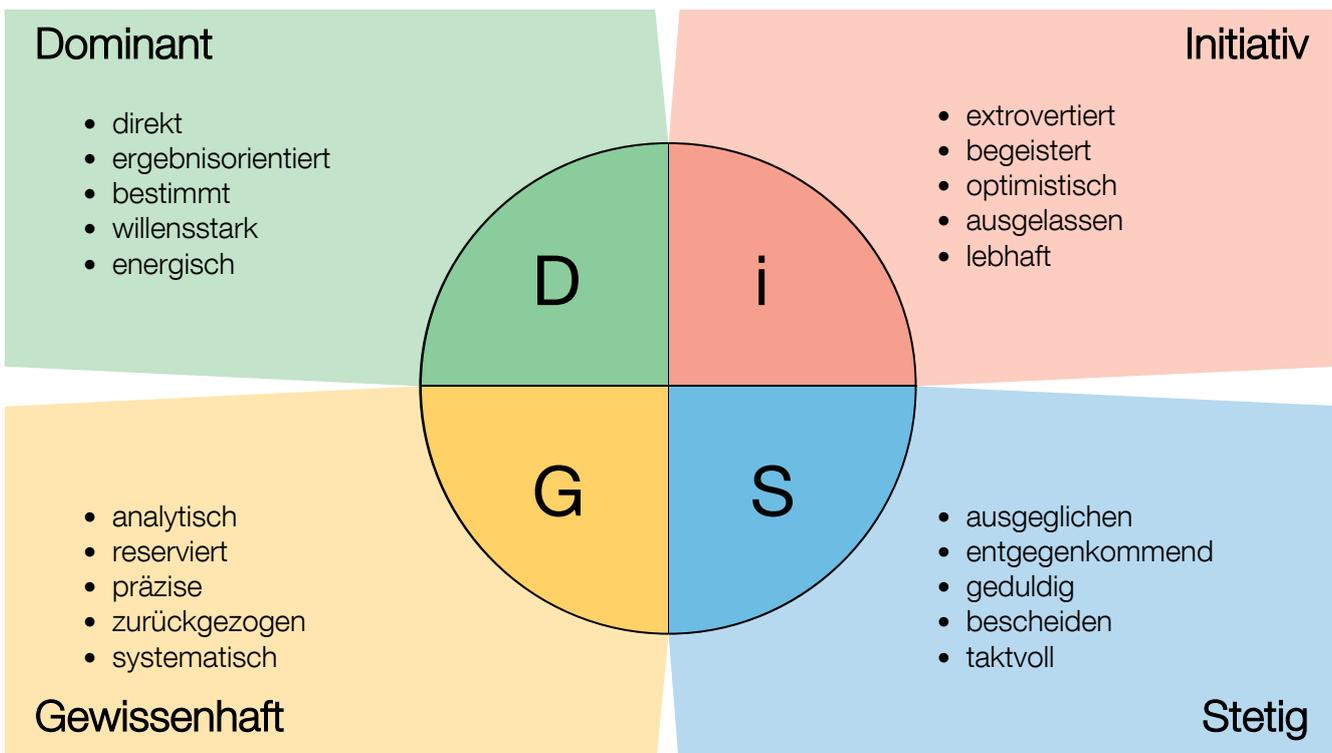 Dominant
direkt
ergebnisorientiert
bestimmt
willensstark
energisch
Initiativ
extrovertiert
begeistert
optimistisch
ausgelassen
lebhaft
D
i
G
S
analytisch
reserviert
präzise
zurückgezogen
systematisch
Gewissenhaft
ausgeglichen
entgegenkommend
geduldig
bescheiden
taktvoll
Stetig